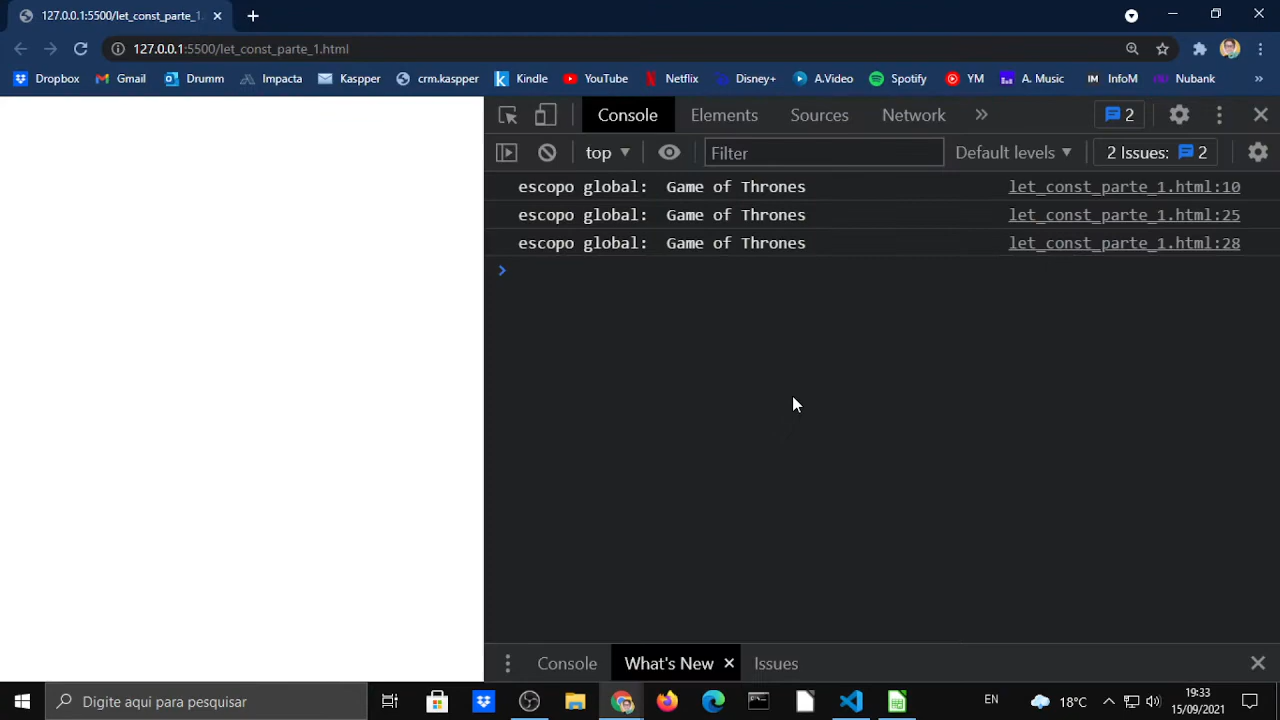 127.0.0.1:5500/let_const_parte_1.
127.0.0.1:5500/let_const_parte_1.html
Dropbox Gmail Drumm Impacta Kaspper crm.kaspper Kindle YouTube Netflix Disney+ A.Video Spotify YM A. Music IM InfoM Nubank »
Console Elements Sources Network » 2
top Filter Default levels 2 Issues: 2
escopo global: Game of Thrones let_const_parte_1.html:10
escopo global: Game of Thrones let_const_parte_1.html:25
escopo global: Game of Thrones let_const_parte_1.html:28
Console What's New Issues
Digite aqui para pesquisar EN 18°C 19:33
15/09/2021